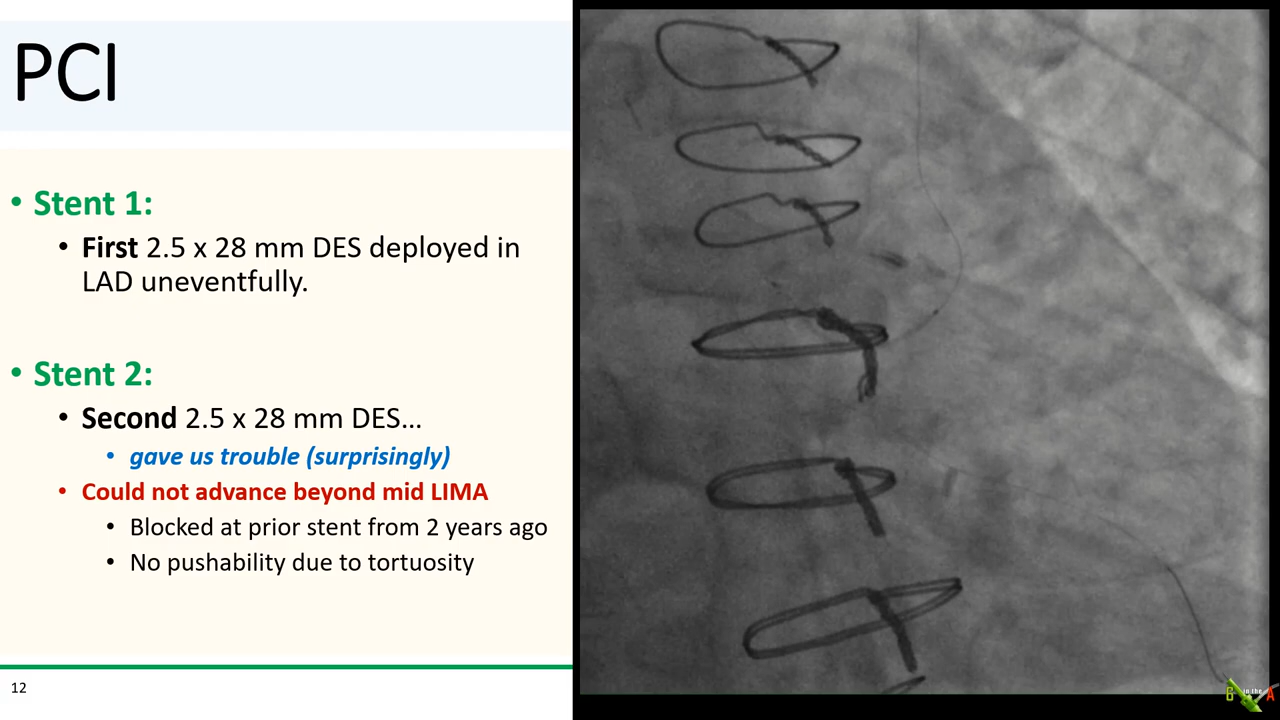 PCI
• Stent 1:
• First 2.5 x 28 mm DES deployed in
LAD uneventfully.
• Stent 2:
• Second 2.5 x 28 mm DES…
• gave us trouble (surprisingly)
• Could not advance beyond mid LIMA
• Blocked at prior stent from 2 years ago
• No pushability due to tortuosity
12
in the